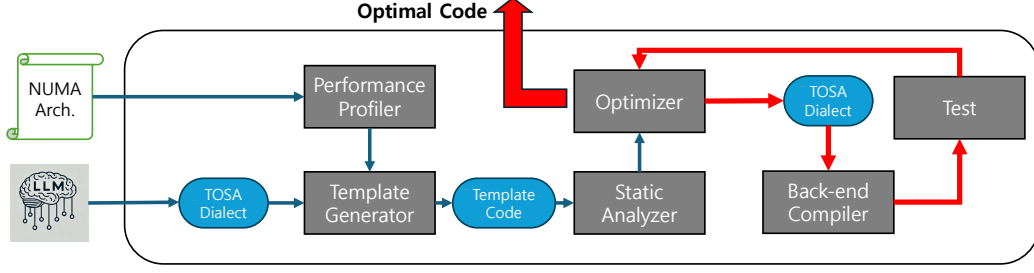 Optimal Code
NUMA
Arch.
Performance
Profiler
Optimizer
TOSA
Dialect
Test
LLM
TOSA
Dialect
Template
Generator
Template
Code
Static
Analyzer
Back-end
Compiler